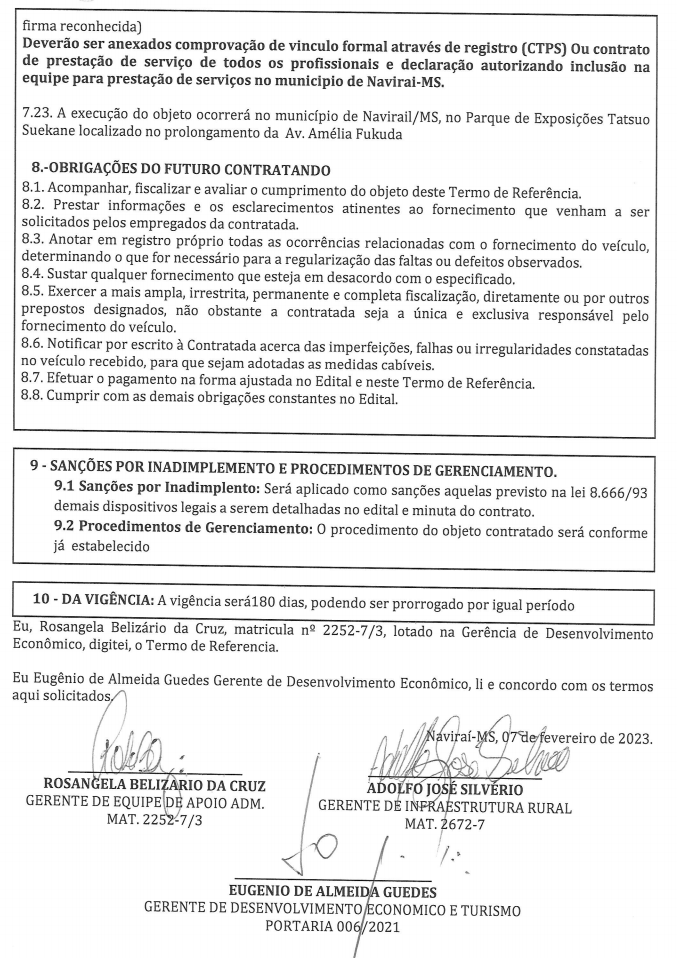 firma reconhecida)
Deverão ser anexados comprovação de vinculo formal através de registro (CTPS) Ou contrato
de prestação de serviço de todos os profissionais e declaração autorizando inclusão na
equipe para prestação de serviços no municipio de Navirai-MS.
7.23. A execução do objeto ocorrerá no município de Navirail/MS, no Parque de Exposições Tatsuo
Suekane localizado no prolongamento da Av. Amélia Fukuda
8.-OBRIGAÇÕES DO FUTURO CONTRATANDO
8.1. Acompanhar, fiscalizar e avaliar o cumprimento do objeto deste Termo de Referência.
8.2. Prestar informações e os esclarecimentos atinentes ao fornecimento que venham a ser
solicitados pelos empregados da contratada.
8.3. Anotar em registro próprio todas as ocorrências relacionadas com o fornecimento do veículo,
determinando o que for necessário para a regularização das faltas ou defeitos observados.
8.4. Sustar qualquer fornecimento que esteja em desacordo com o especificado.
8.5. Exercer a mais ampla, irrestrita, permanente e completa fiscalização, diretamente ou por outros
prepostos designados, não obstante a contratada seja a única e exclusiva responsável pelo
fornecimento do veículo.
8.6. Notificar por escrito à Contratada acerca das imperfeições, falhas ou irregularidades constatadas
no veículo recebido, para que sejam adotadas as medidas cabíveis.
8.7. Efetuar o pagamento na forma ajustada no Edital e neste Termo de Referência.
8.8. Cumprir com as demais obrigações constantes no Edital.
9 - SANÇÕES POR INADIMPLEMENTO E PROCEDIMENTOS DE GERENCIAMENTO.
9.1 Sanções por Inadimplento: Será aplicado como sanções aquelas previsto na lei 8.666/93
demais dispositivos legais a serem detalhadas no edital e minuta do contrato.
9.2 Procedimentos de Gerenciamento: O procedimento do objeto contratado será conforme
já estabelecido
10 - DA VIGÊNCIA: A vigência será180 dias, podendo ser prorrogado por igual período
Eu, Rosangela Belizário da Cruz, matricula nº 2252-7/3, lotado na Gerência de Desenvolvimento
Econômico, digitei, o Termo de Referencia.
Eu Eugênio de Almeida Guedes Gerente de Desenvolvimento Econômico, li e concordo com os termos
aqui solicitados.
Naviraí-MS, 07 de fevereiro de 2023.
Adolfo José Silvério
ROSANGELA BELIZÁRIO DA CRUZ
GERENTE DE EQUIPE DE APOIO ADM.
MAT. 2252-7/3
ADOLFO JOSÉ SILVÉRIO
GERENTE DE INFRAESTRUTURA RURAL
MAT. 2672-7
EUGENIO DE ALMEIDA GUEDES
GERENTE DE DESENVOLVIMENTO ECONOMICO E TURISMO
PORTARIA 006/2021